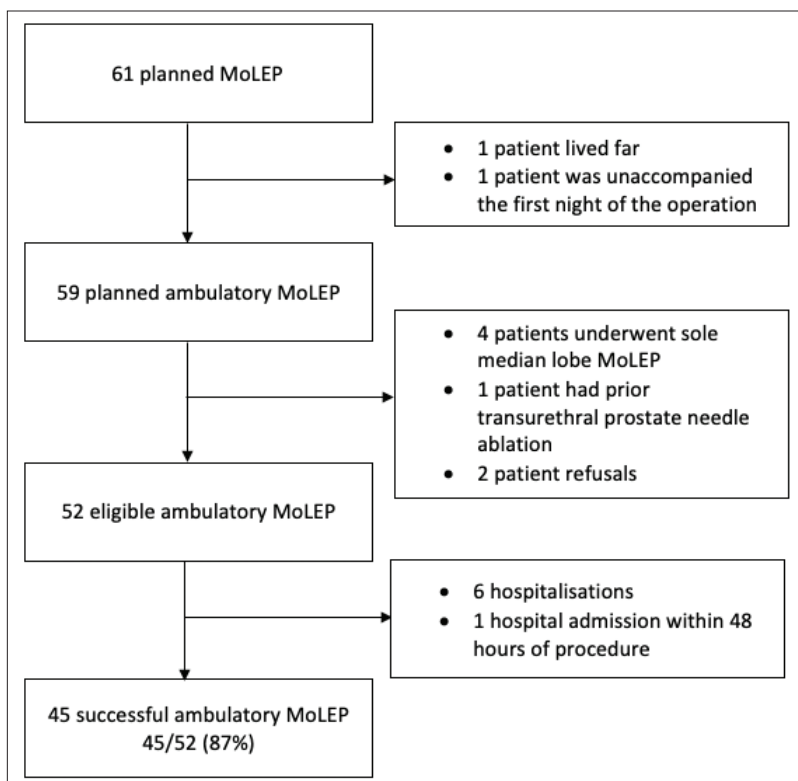 61 planned MoLEP
• 1 patient lived far
• 1 patient was unaccompanied
the first night of the operation
59 planned ambulatory MoLEP
• 4 patients underwent sole
median lobe MoLEP
• 1 patient had prior
transurethral prostate needle
ablation
• 2 patient refusals
52 eligible ambulatory MoLEP
• 6 hospitalisations
• 1 hospital admission within 48
hours of procedure
45 successful ambulatory MoLEP
45/52 (87%)